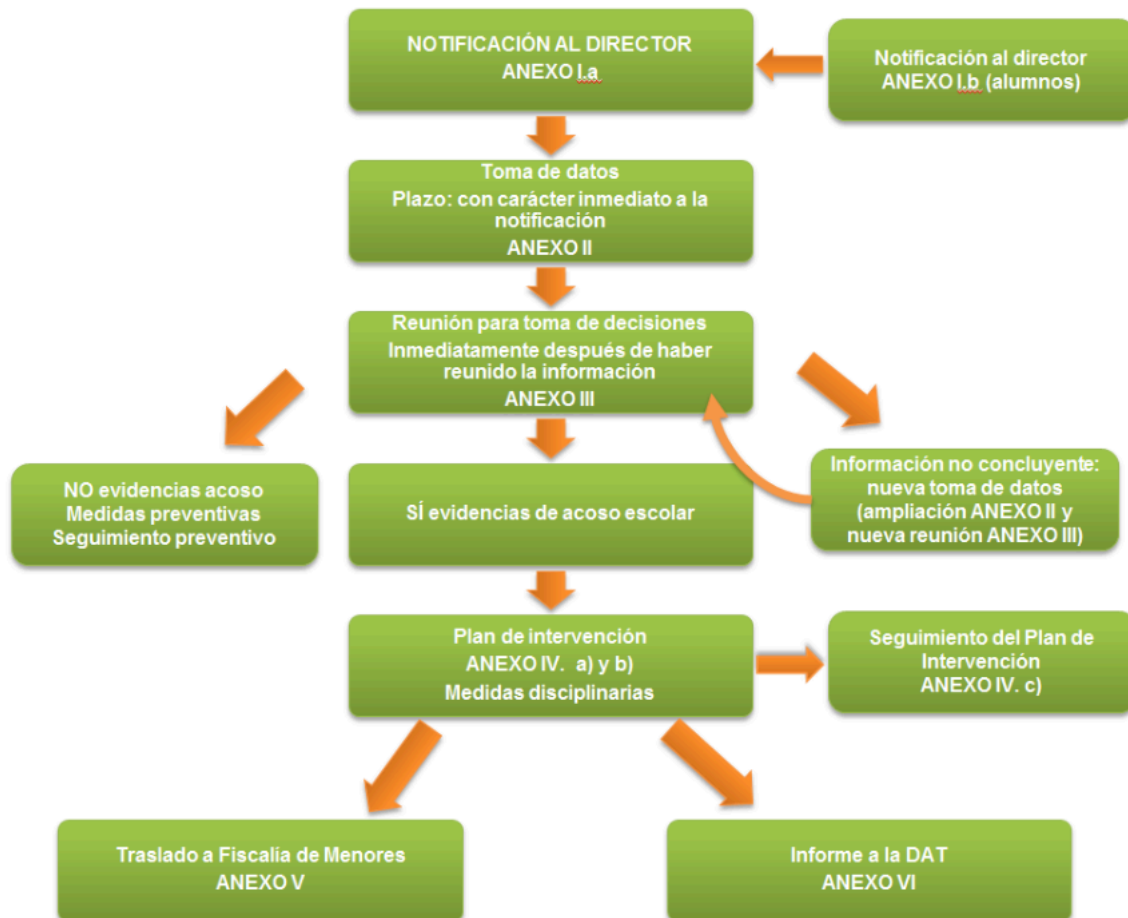 NOTIFICACIÓN AL DIRECTOR
ANEXO I.a
Notificación al director
ANEXO I.b (alumnos)
Toma de datos
Plazo: con carácter inmediato a la
notificación
ANEXO II
Reunión para toma de decisiones
Inmediatamente después de haber
reunido la información
ANEXO III
NO evidencias acoso
Medidas preventivas
Seguimiento preventivo
SÍ evidencias de acoso escolar
Información no concluyente:
nueva toma de datos
(ampliación ANEXO II y
nueva reunión ANEXO III)
Plan de intervención
ANEXO IV. a) y b)
Medidas disciplinarias
Seguimiento del Plan de
Intervención
ANEXO IV. c)
Traslado a Fiscalía de Menores
ANEXO V
Informe a la DAT
ANEXO VI